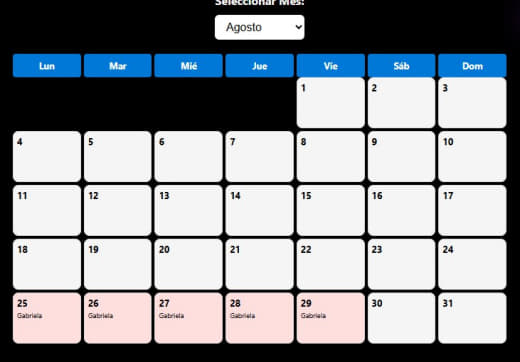 Seleccionar Mes:
Agosto
Lun Mar Mié Jue Vie Sáb Dom
1 2 3
4 5 6 7 8 9 10
11 12 13 14 15 16 17
18 19 20 21 22 23 24
25 26 27 28 29 30 31
Gabriela Gabriela Gabriela Gabriela Gabriela